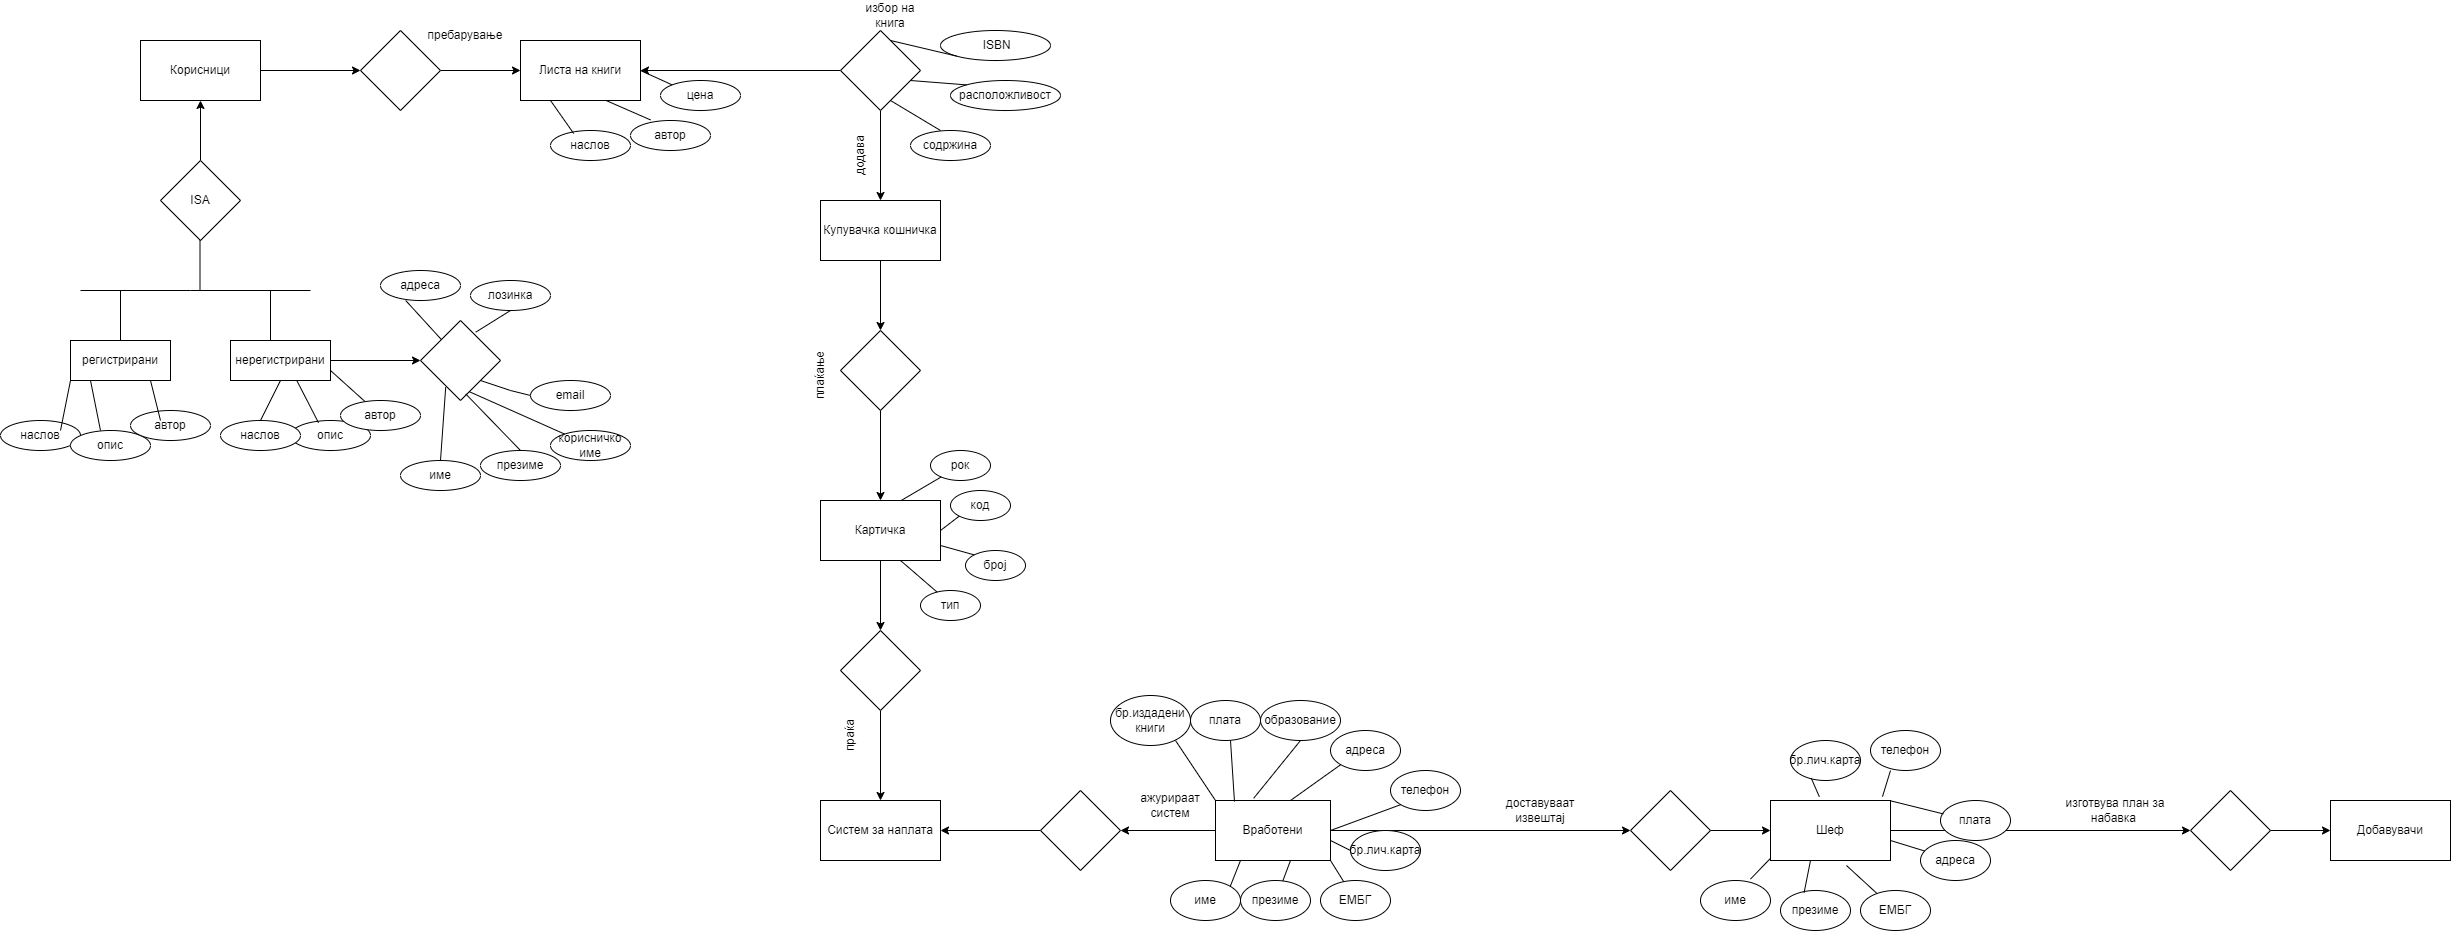 избор на
книга
пребарување
ISBN
Корисници
Листа на книги
цена
расположливост
автор
наслов
содржина
додава
ISA
Купувачка кошничка
адреса
лозинка
регистрирани
нерегистрирани
плаќање
email
наслов
опис
автор
наслов
опис
автор
корисничко
име
име
презиме
рок
код
Картичка
број
тип
праќа
бр.издадени
книги
плата
образование
адреса
телефон
бр.лич.карта
телефон
ажурираат
систем
доставуваат
извештај
изготвува план за
набавка
Систем за наплата
Вработени
бр.лич.карта
Шеф
плата
адреса
Добавувачи
име
презиме
ЕМБГ
име
презиме
ЕМБГ